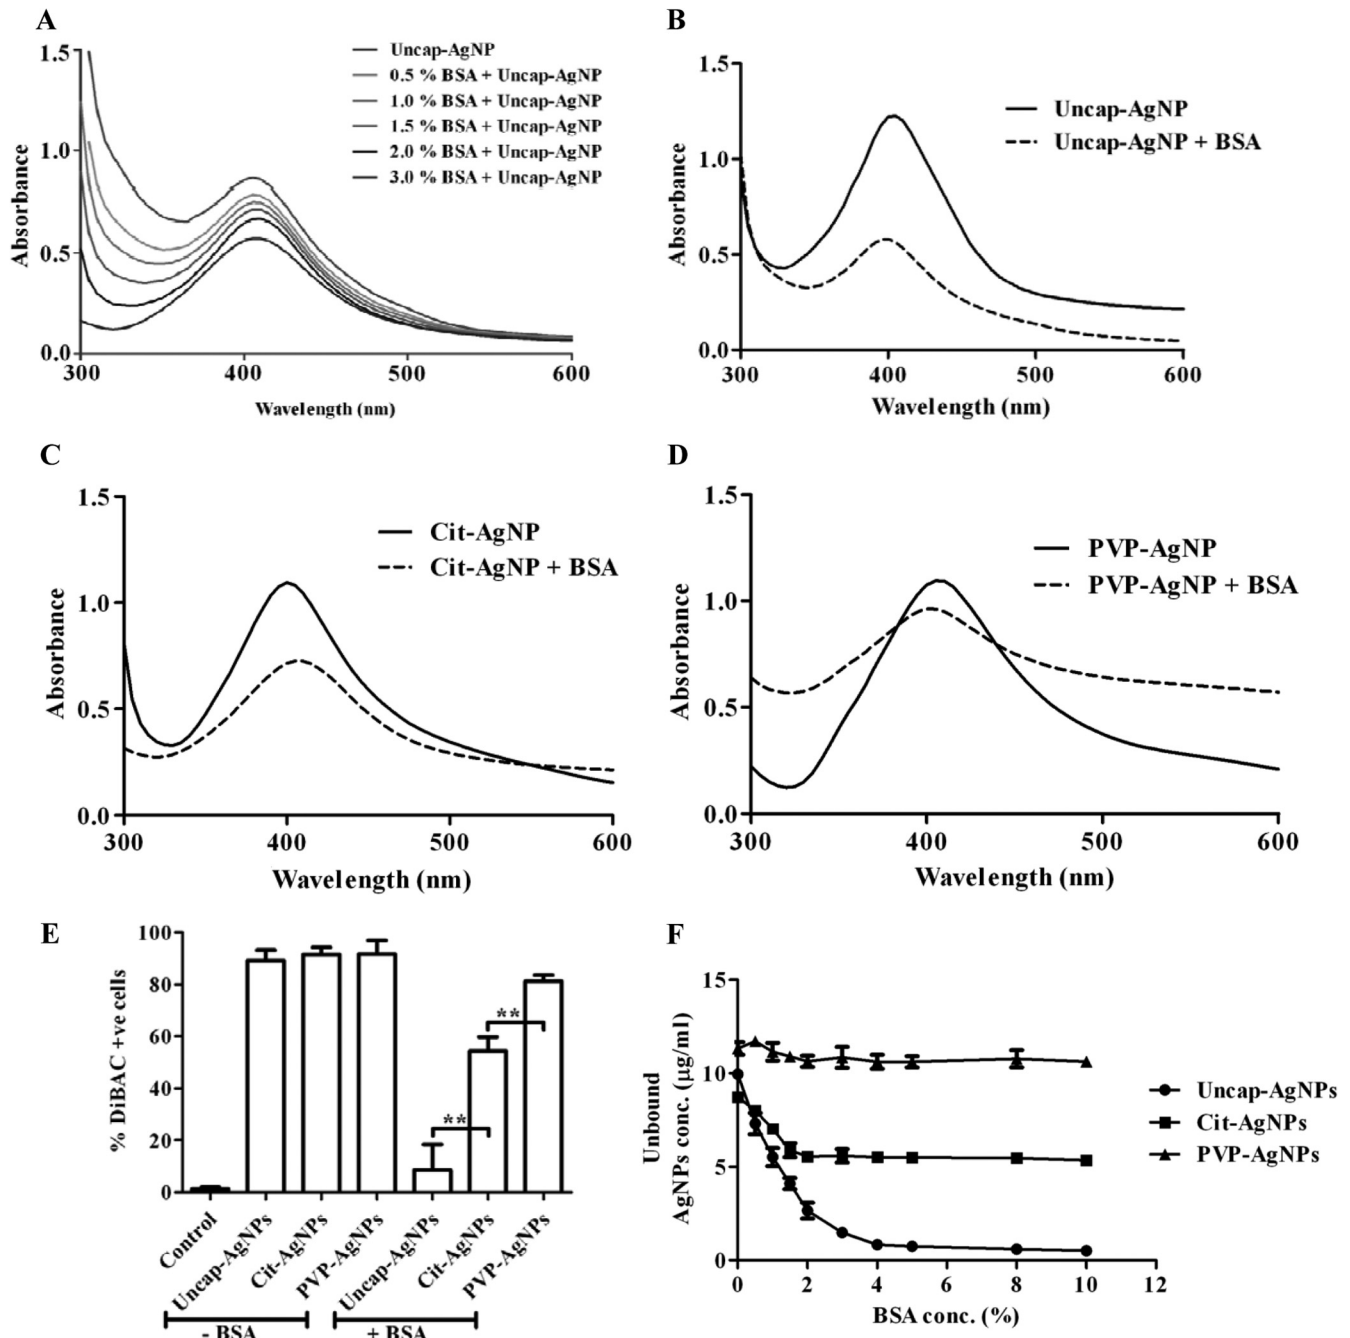 A
1.5
1.0
0.5
0.0
300
400
500
600
Absorbance
Wavelength (nm)
Uncap-AgNP
0.5 % BSA + Uncap-AgNP
1.0 % BSA + Uncap-AgNP
1.5 % BSA + Uncap-AgNP
2.0 % BSA + Uncap-AgNP
3.0 % BSA + Uncap-AgNP
B
1.5
1.0
0.5
0.0
300
400
500
600
Absorbance
Wavelength (nm)
Uncap-AgNP
Uncap-AgNP + BSA
C
1.5
1.0
0.5
0.0
300
400
500
600
Absorbance
Wavelength (nm)
Cit-AgNP
Cit-AgNP + BSA
D
1.5
1.0
0.5
0.0
300
400
500
600
Absorbance
Wavelength (nm)
PVP-AgNP
PVP-AgNP + BSA
E
100
80
60
40
20
0
% DiBAC +ve cells
**
**
Control
Uncap-AgNPs
Cit-AgNPs
PVP-AgNPs
Uncap-AgNPs
Cit-AgNPs
PVP-AgNPs
- BSA
+ BSA
F
15
10
5
0
0
2
4
6
8
10
12
Unbound
AgNPs conc. (µg/ml)
BSA conc. (%)
Uncap-AgNPs
Cit-AgNPs
PVP-AgNPs